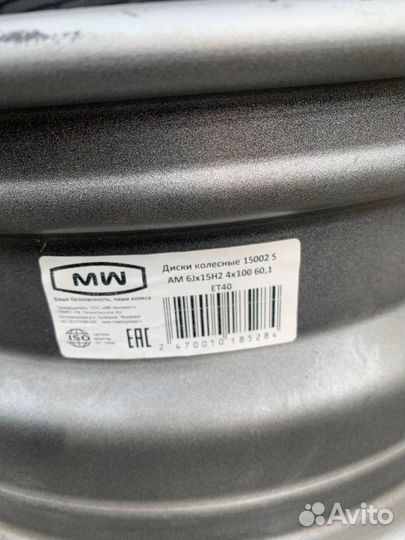 MW
Диски колесные 15002 S
AM 6Jx15H2 4x100 60,1
ET40
Ваша безопасность, наши колеса
ISO
EAC
2 470010 185284
Avito